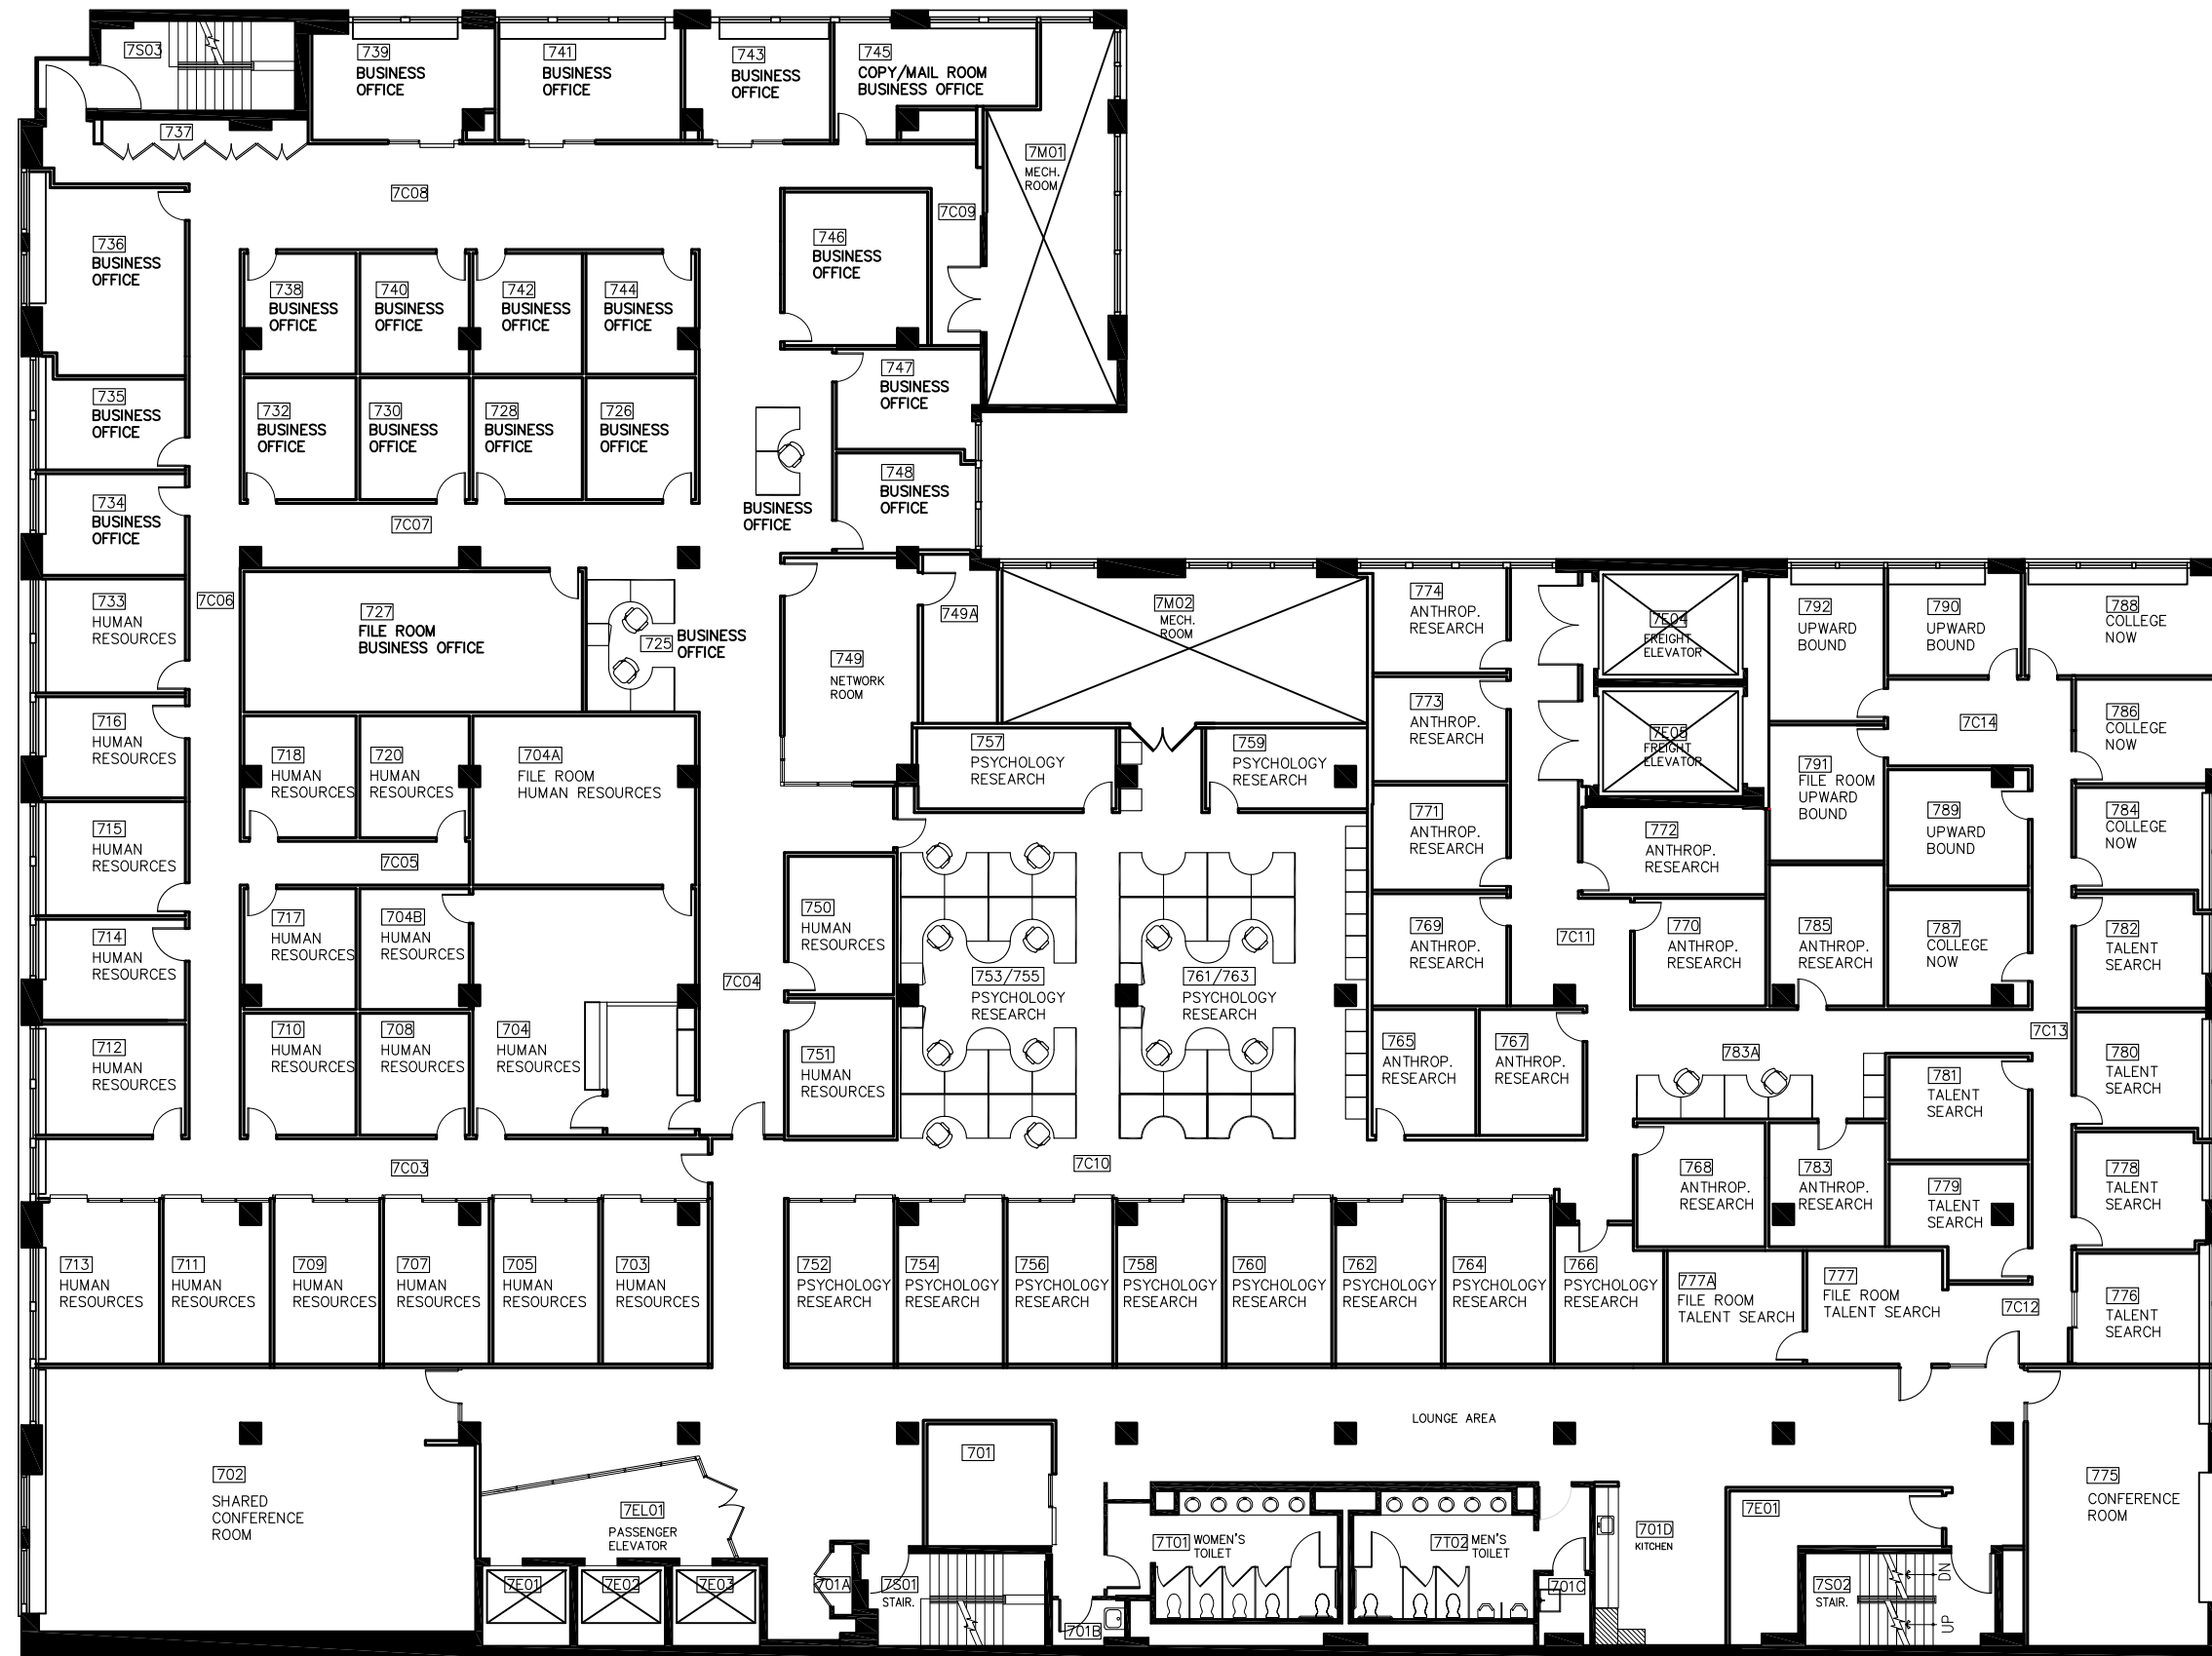 7S03
739
BUSINESS
OFFICE
741
BUSINESS
OFFICE
743
BUSINESS
OFFICE
745
COPY/MAIL ROOM
BUSINESS OFFICE
737
7M01
MECH.
ROOM
7C08
7C09
736
BUSINESS
OFFICE
746
BUSINESS
OFFICE
738
BUSINESS
OFFICE
740
BUSINESS
OFFICE
742
BUSINESS
OFFICE
744
BUSINESS
OFFICE
747
BUSINESS
OFFICE
735
BUSINESS
OFFICE
732
BUSINESS
OFFICE
730
BUSINESS
OFFICE
728
BUSINESS
OFFICE
726
BUSINESS
OFFICE
748
BUSINESS
OFFICE
734
BUSINESS
OFFICE
BUSINESS
OFFICE
7C07
733
HUMAN
RESOURCES
7C06
727
FILE ROOM
BUSINESS OFFICE
725
BUSINESS
OFFICE
749
NETWORK
ROOM
749A
7M02
MECH.
ROOM
774
ANTHROP.
RESEARCH
7E04
FREIGHT
ELEVATOR
792
UPWARD
BOUND
790
UPWARD
BOUND
788
COLLEGE
NOW
716
HUMAN
RESOURCES
718
HUMAN
RESOURCES
720
HUMAN
RESOURCES
704A
FILE ROOM
HUMAN RESOURCES
757
PSYCHOLOGY
RESEARCH
759
PSYCHOLOGY
RESEARCH
773
ANTHROP.
RESEARCH
7E05
FREIGHT
ELEVATOR
791
FILE ROOM
UPWARD
BOUND
7C14
786
COLLEGE
NOW
715
HUMAN
RESOURCES
7C05
771
ANTHROP.
RESEARCH
772
ANTHROP.
RESEARCH
789
UPWARD
BOUND
784
COLLEGE
NOW
714
HUMAN
RESOURCES
717
HUMAN
RESOURCES
704B
HUMAN
RESOURCES
750
HUMAN
RESOURCES
769
ANTHROP.
RESEARCH
7C11
770
ANTHROP.
RESEARCH
785
ANTHROP.
RESEARCH
787
COLLEGE
NOW
782
TALENT
SEARCH
7C04
753/755
PSYCHOLOGY
RESEARCH
761/763
PSYCHOLOGY
RESEARCH
712
HUMAN
RESOURCES
710
HUMAN
RESOURCES
708
HUMAN
RESOURCES
704
HUMAN
RESOURCES
751
HUMAN
RESOURCES
765
ANTHROP.
RESEARCH
767
ANTHROP.
RESEARCH
783A
7C13
780
TALENT
SEARCH
781
TALENT
SEARCH
7C03
7C10
768
ANTHROP.
RESEARCH
783
ANTHROP.
RESEARCH
779
TALENT
SEARCH
778
TALENT
SEARCH
713
HUMAN
RESOURCES
711
HUMAN
RESOURCES
709
HUMAN
RESOURCES
707
HUMAN
RESOURCES
705
HUMAN
RESOURCES
703
HUMAN
RESOURCES
752
PSYCHOLOGY
RESEARCH
754
PSYCHOLOGY
RESEARCH
756
PSYCHOLOGY
RESEARCH
758
PSYCHOLOGY
RESEARCH
760
PSYCHOLOGY
RESEARCH
762
PSYCHOLOGY
RESEARCH
764
PSYCHOLOGY
RESEARCH
766
PSYCHOLOGY
RESEARCH
777A
FILE ROOM
TALENT SEARCH
777
FILE ROOM
TALENT SEARCH
7C12
776
TALENT
SEARCH
LOUNGE AREA
702
SHARED
CONFERENCE
ROOM
701
775
CONFERENCE
ROOM
7EL01
PASSENGER
ELEVATOR
7T01 WOMEN'S
TOILET
7T02 MEN'S
TOILET
701D
KITCHEN
7E01
7E01
7E02
7E03
701A
7S01
STAIR.
701B
701C
7S02
STAIR.
DN
UP